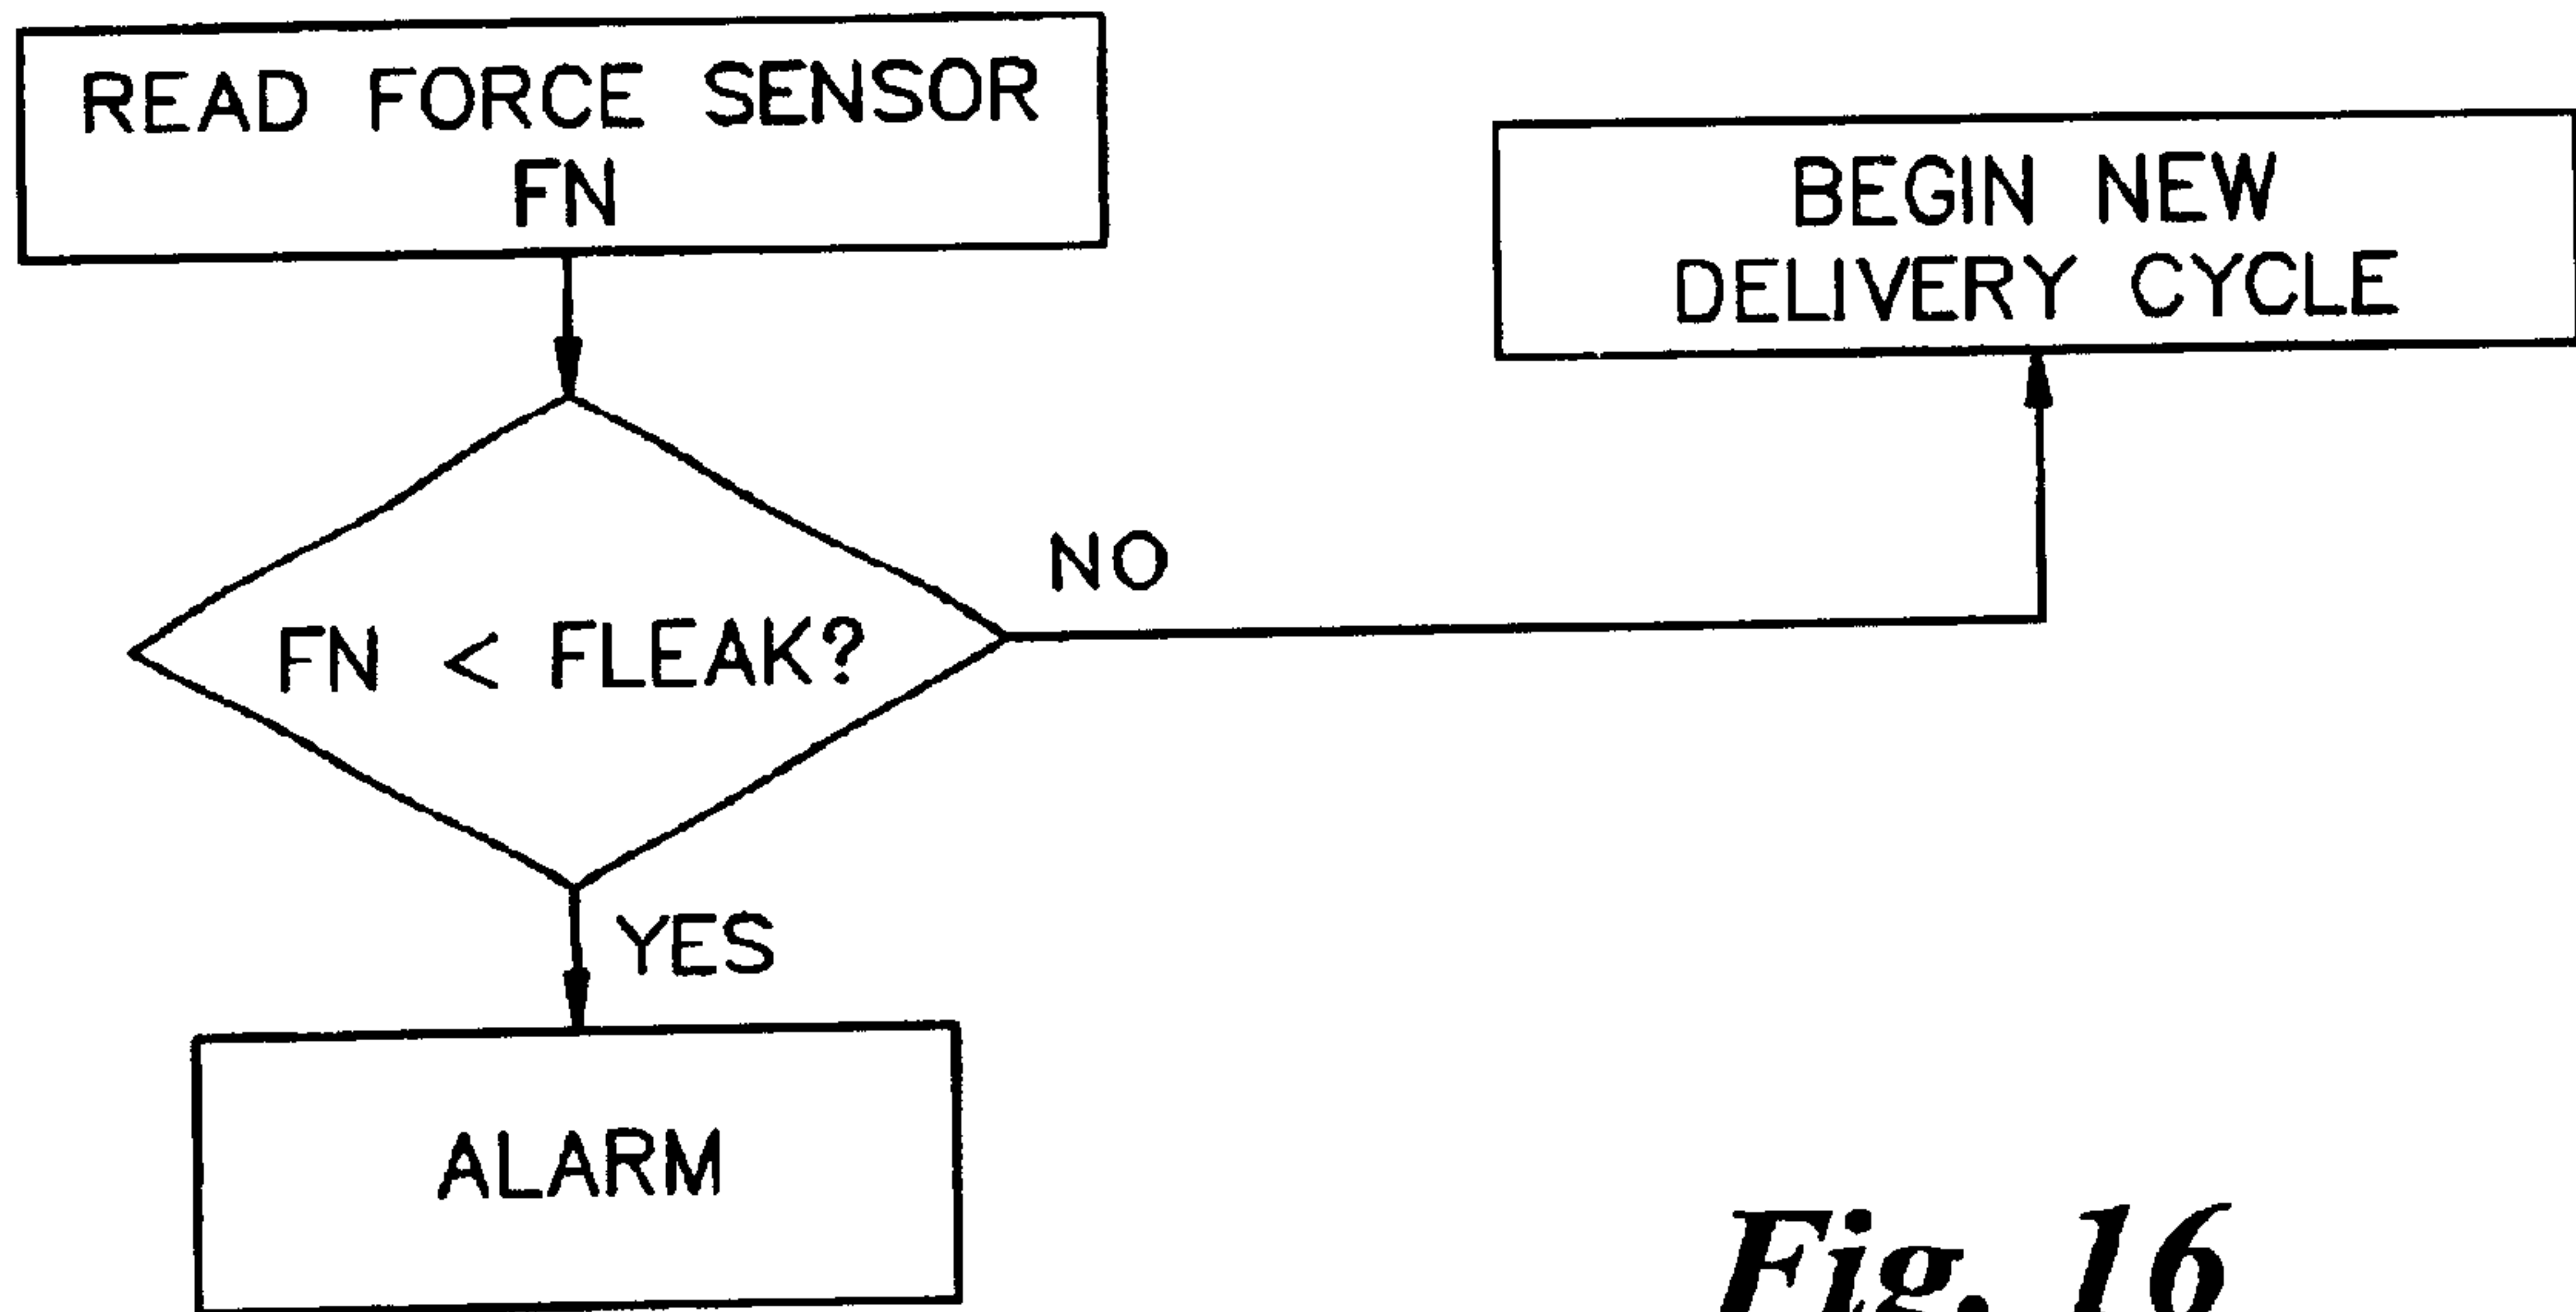 READ FORCE SENSOR
FN
BEGIN NEW
DELIVERY CYCLE
NO
FN < FLEAK?
YES
ALARM
Fig. 16